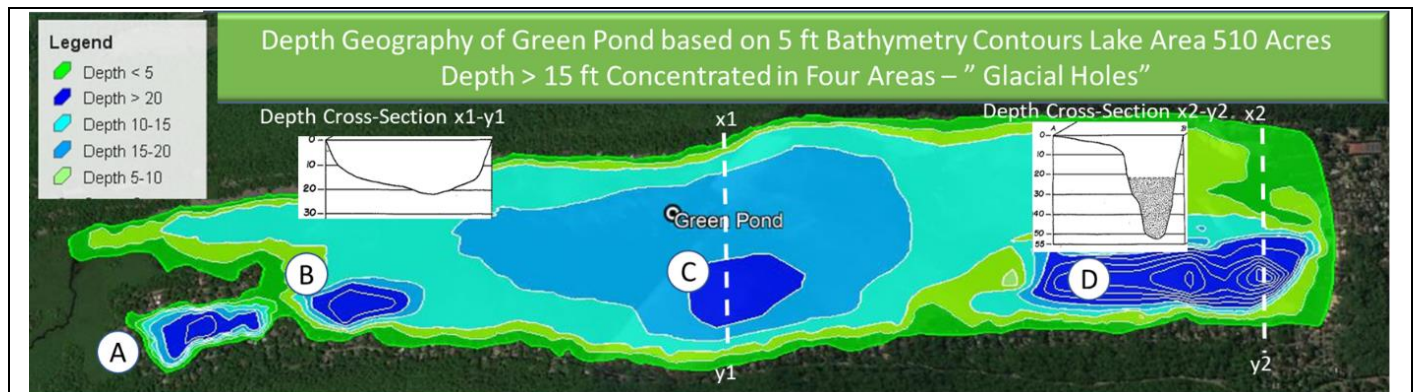 Legend
Depth < 5
Depth > 20
Depth 10-15
Depth 15-20
Depth 5-10
Depth Geography of Green Pond based on 5 ft Bathymetry Contours Lake Area 510 Acres
Depth > 15 ft Concentrated in Four Areas – ” Glacial Holes”
Depth Cross-Section x1-y1
0
10
20
30
x1
Depth Cross-Section x2-y2
x2
A B
0
10
20
30
40
50
55
Green Pond
A
B
C
D
y1
y2